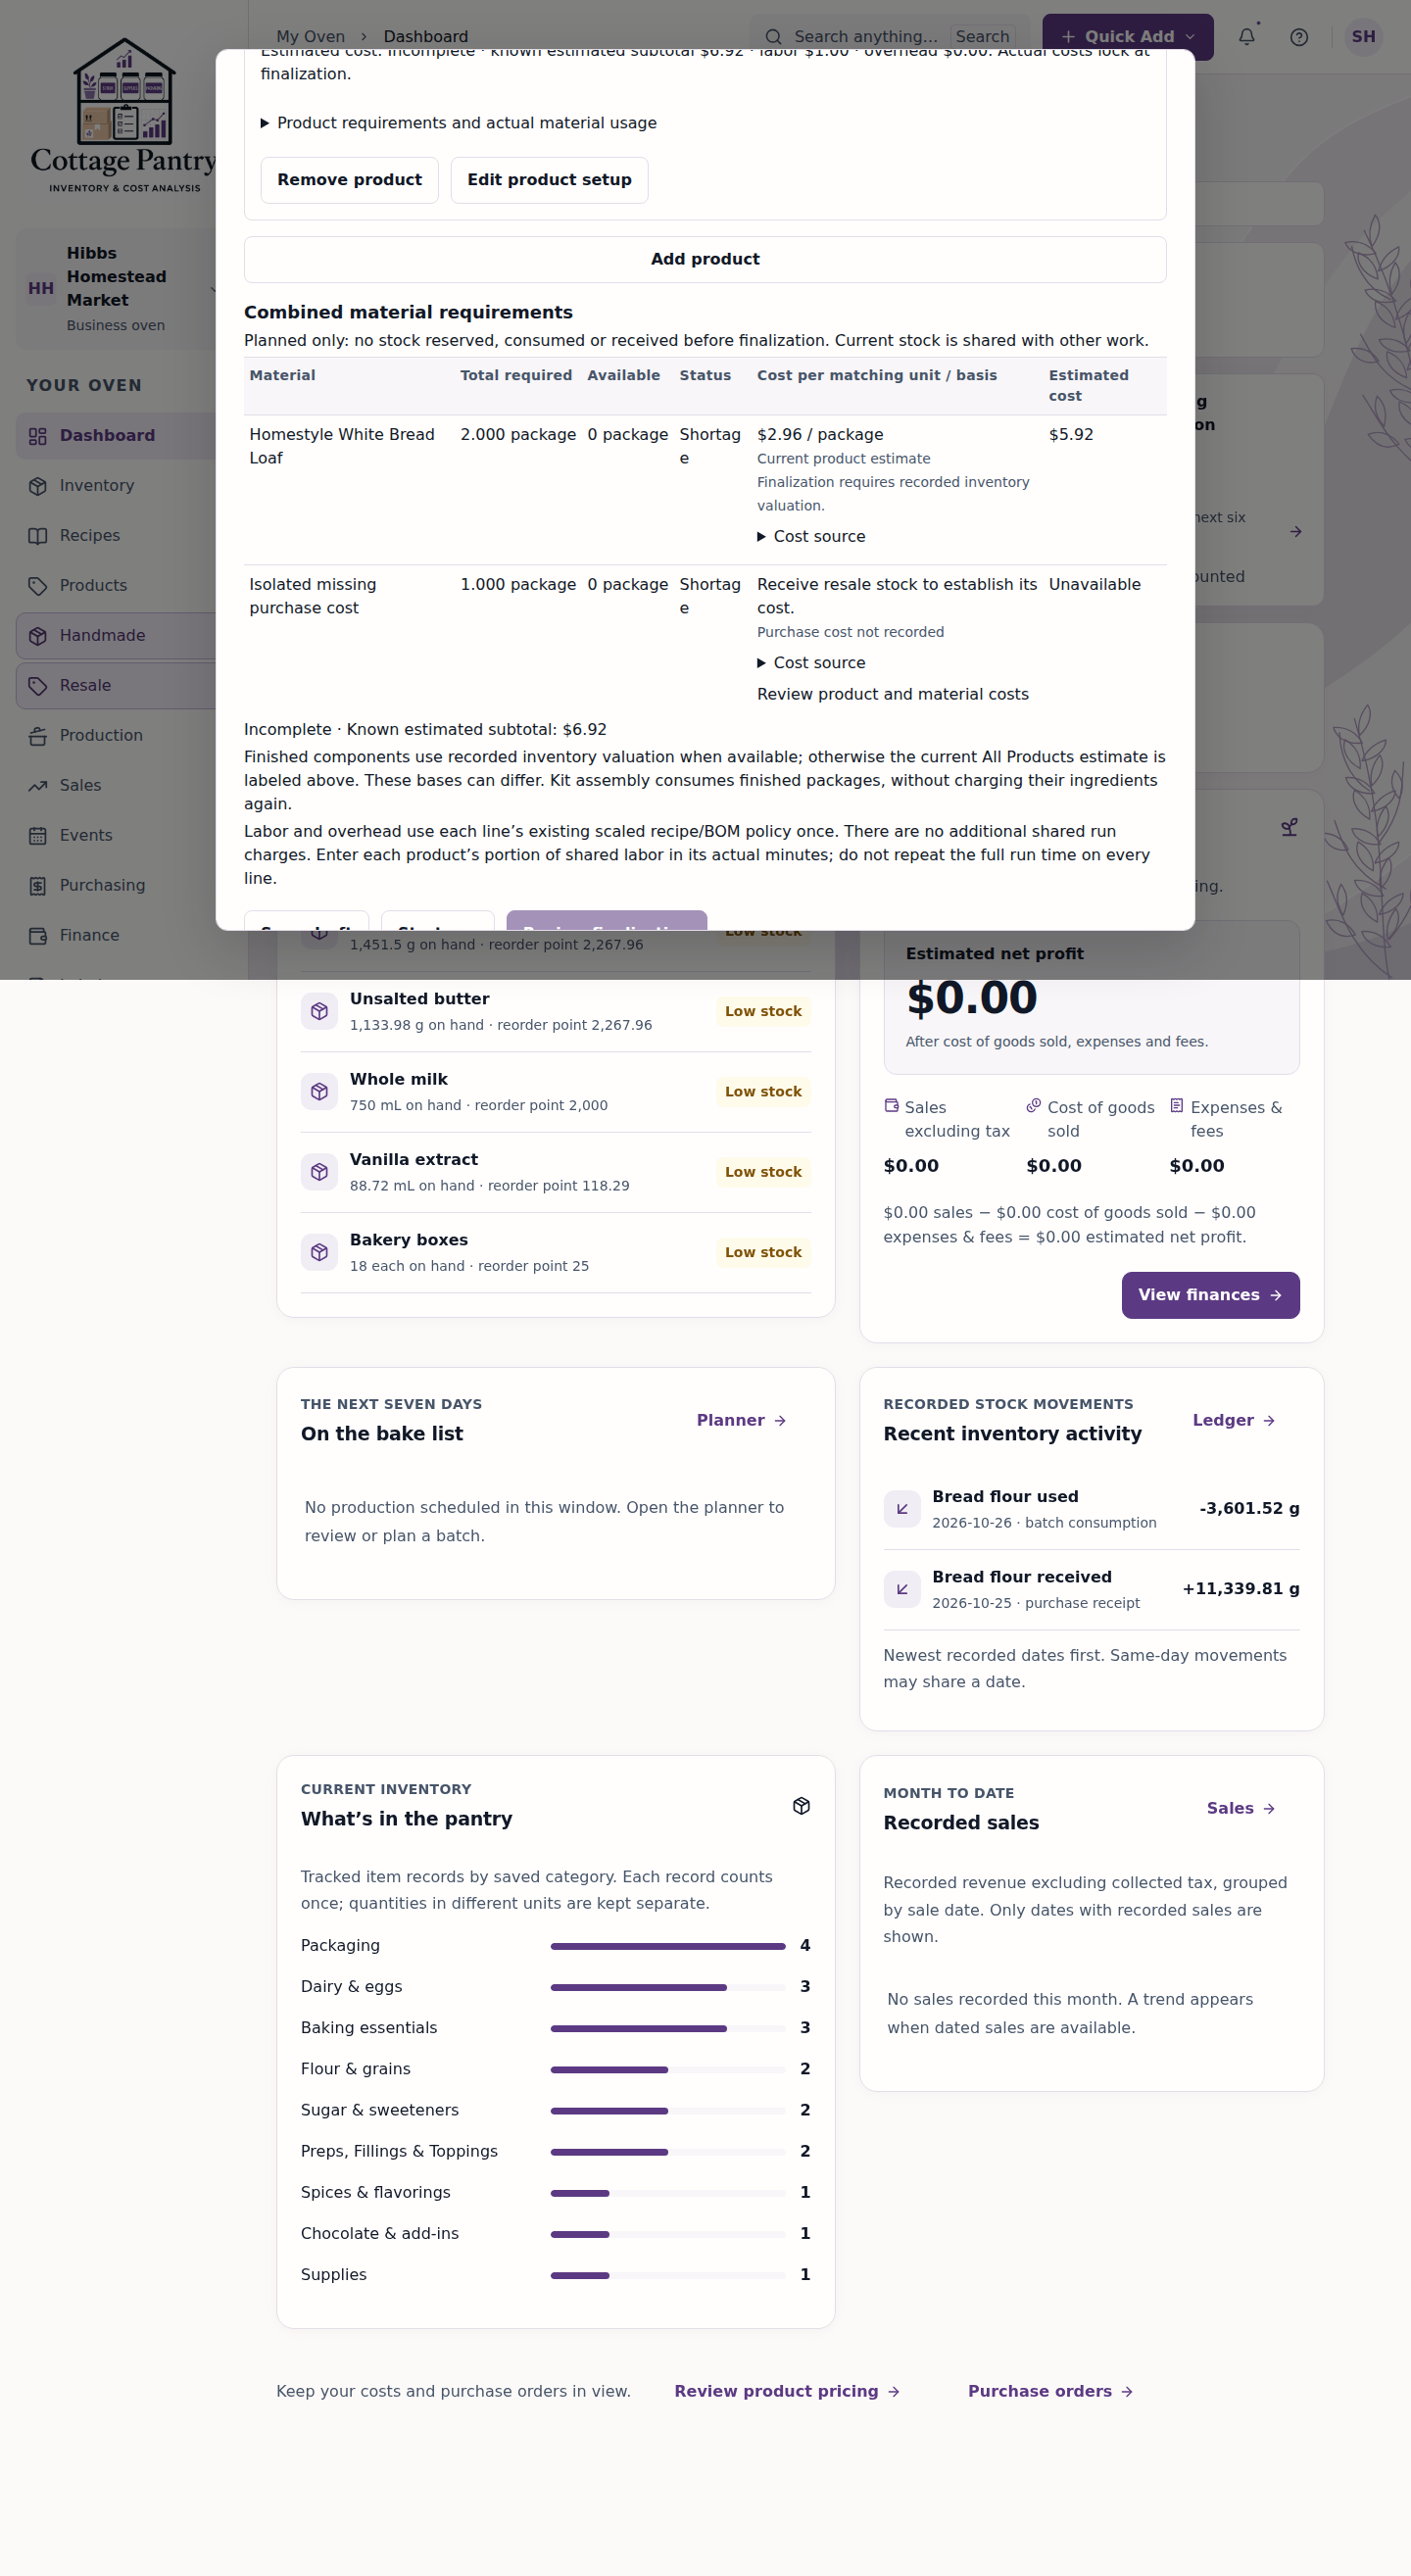 My Oven
Dashboard
Search anything...
Search
Quick Add
SH
Cottage Pantry
INVENTORY & COST ANALYSIS
HH
Hibbs
Homestead
Market
Business oven
YOUR OVEN
Dashboard
Inventory
Recipes
Products
Handmade
Resale
Production
Sales
Events
Purchasing
Finance
Estimated cost: Incomplete · known estimated subtotal $6.92 · labor $1.00 · overhead $0.00. Actual costs lock at
finalization.
Product requirements and actual material usage
Remove product
Edit product setup
Add product
Combined material requirements
Planned only: no stock reserved, consumed or received before finalization. Current stock is shared with other work.
Material Total required Available Status Cost per matching unit / basis Estimated
cost
Homestyle White Bread 2.000 package 0 package Shortag $2.96 / package $5.92
Loaf e Current product estimate
Finalization requires recorded inventory
valuation.
Cost source
Isolated missing 1.000 package 0 package Shortag Receive resale stock to establish its Unavailable
purchase cost e cost.
Purchase cost not recorded
Cost source
Review product and material costs
Incomplete · Known estimated subtotal: $6.92
Finished components use recorded inventory valuation when available; otherwise the current All Products estimate is
labeled above. These bases can differ. Kit assembly consumes finished packages, without charging their ingredients
again.
Labor and overhead use each line’s existing scaled recipe/BOM policy once. There are no additional shared run
charges. Enter each product’s portion of shared labor in its actual minutes; do not repeat the full run time on every
line.
next six
ing.
1,451.5 g on hand · reorder point 2,267.96
Low stock
Unsalted butter
1,133.98 g on hand · reorder point 2,267.96
Low stock
Whole milk
750 mL on hand · reorder point 2,000
Low stock
Vanilla extract
88.72 mL on hand · reorder point 118.29
Low stock
Bakery boxes
18 each on hand · reorder point 25
Low stock
Estimated net profit
$0.00
After cost of goods sold, expenses and fees.
Sales
excluding tax
$0.00
Cost of goods
sold
$0.00
Expenses &
fees
$0.00
$0.00 sales − $0.00 cost of goods sold − $0.00
expenses & fees = $0.00 estimated net profit.
View finances
THE NEXT SEVEN DAYS
On the bake list
Planner
No production scheduled in this window. Open the planner to
review or plan a batch.
RECORDED STOCK MOVEMENTS
Recent inventory activity
Ledger
Bread flour used
2026-10-26 · batch consumption
-3,601.52 g
Bread flour received
2026-10-25 · purchase receipt
+11,339.81 g
Newest recorded dates first. Same-day movements
may share a date.
CURRENT INVENTORY
What’s in the pantry
Tracked item records by saved category. Each record counts
once; quantities in different units are kept separate.
Packaging 4
Dairy & eggs 3
Baking essentials 3
Flour & grains 2
Sugar & sweeteners 2
Preps, Fillings & Toppings 2
Spices & flavorings 1
Chocolate & add-ins 1
Supplies 1
MONTH TO DATE
Recorded sales
Sales
Recorded revenue excluding collected tax, grouped
by sale date. Only dates with recorded sales are
shown.
No sales recorded this month. A trend appears
when dated sales are available.
Keep your costs and purchase orders in view.
Review product pricing
Purchase orders